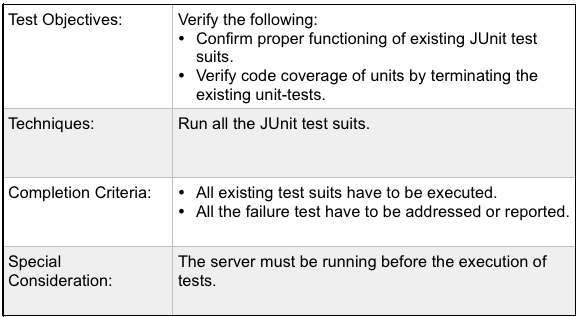 Test Objectives:
Verify the following:
• Confirm proper functioning of existing JUnit test
suits.
• Verify code coverage of units by terminating the
existing unit-tests.
Techniques:
Run all the JUnit test suits.
Completion Criteria:
• All existing test suits have to be executed.
• All the failure test have to be addressed or reported.
Special
Consideration:
The server must be running before the execution of
tests.